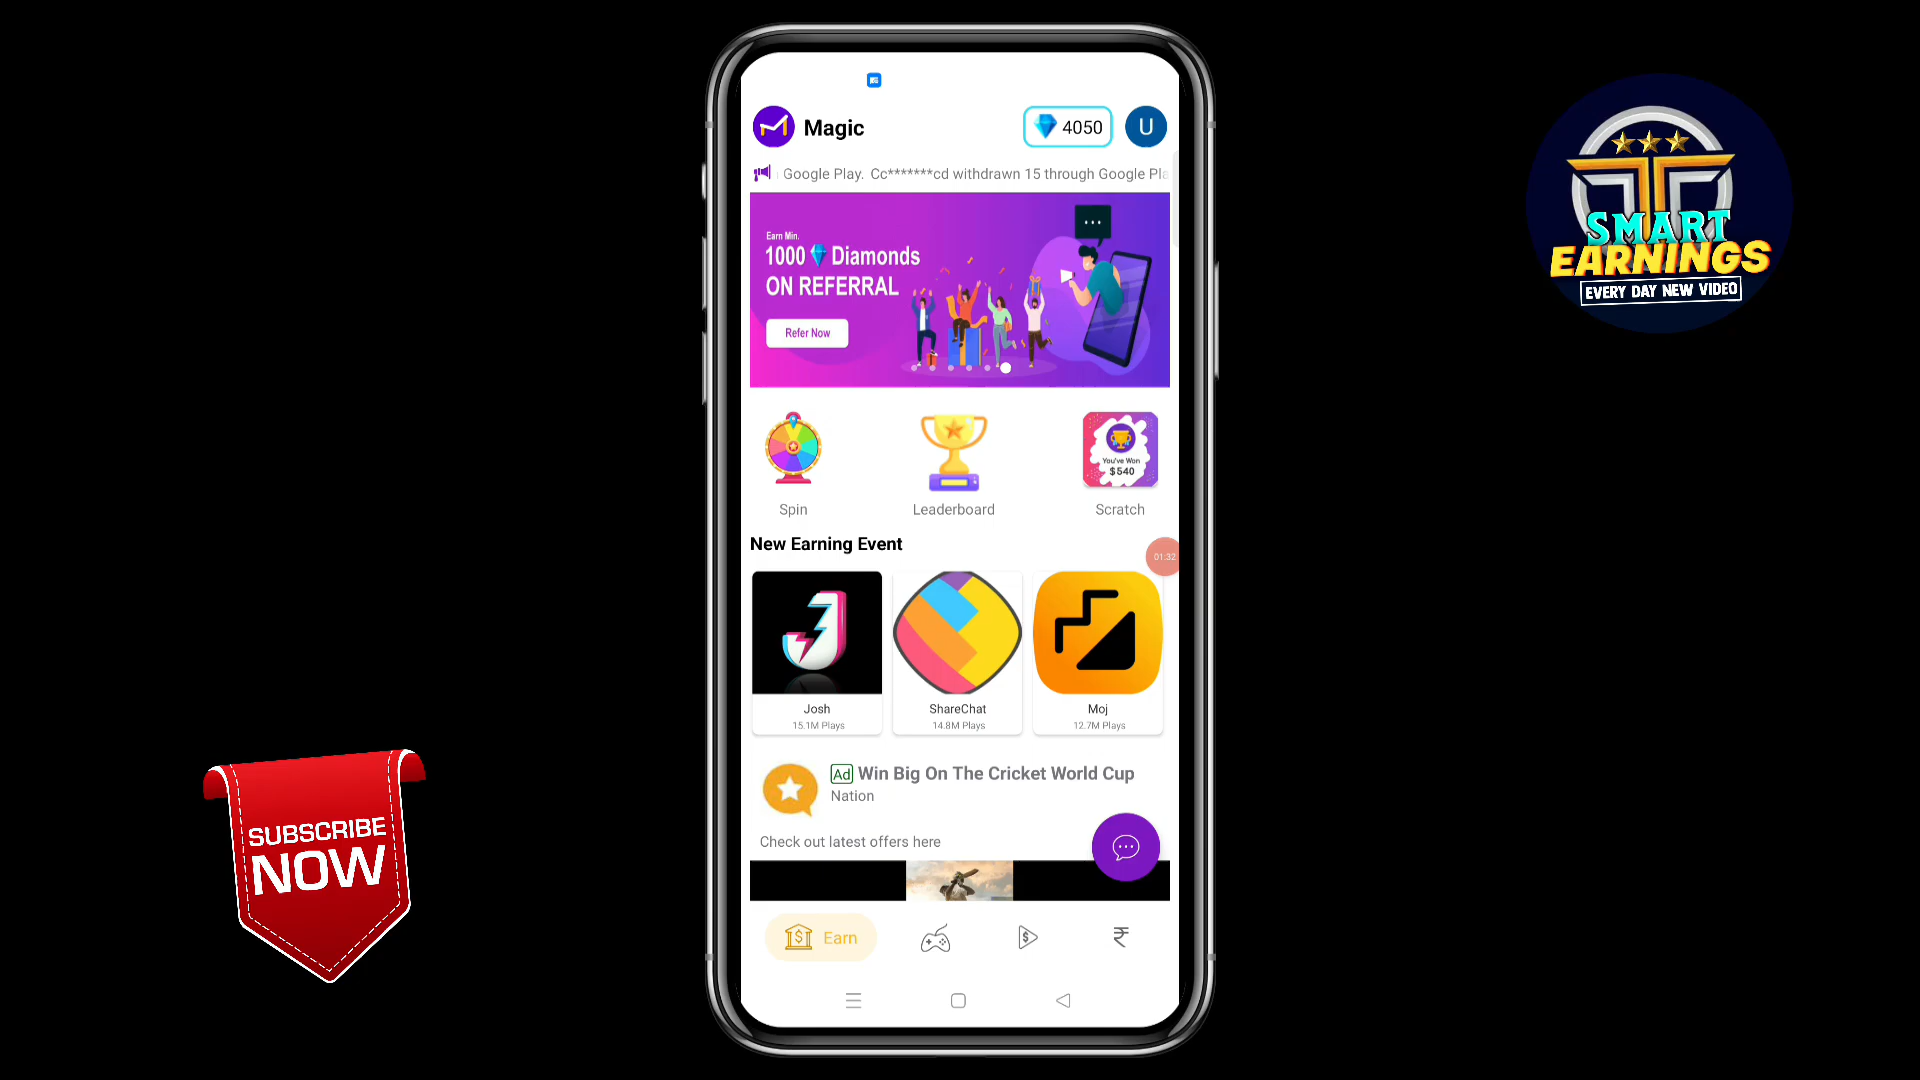 Magic
4050
U
Google Play. Cc*******cd withdrawn 15 through Google Pla
Earn Min.
1000 Diamonds
ON REFERRAL
Refer Now
You've Won
$540
Spin
Leaderboard
Scratch
New Earning Event
01:32
Josh
ShareChat
Moj
15.1M Plays
14.8M Plays
12.7M Plays
Ad Win Big On The Cricket World Cup
Nation
Check out latest offers here
Earn
SMART
EARNINGS
EVERY DAY NEW VIDEO
SUBSCRIBE
NOW